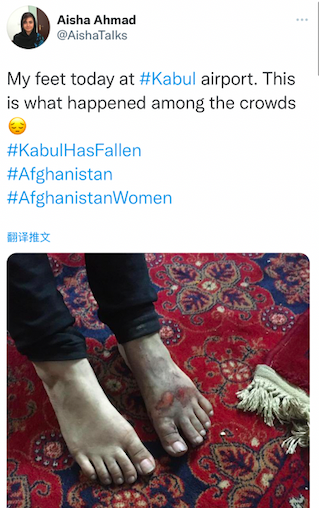 Aisha Ahmad
@AishaTalks
My feet today at #Kabul airport. This
is what happened among the crowds
😔
#KabulHasFallen
#Afghanistan
#AfghanistanWomen
翻译推文